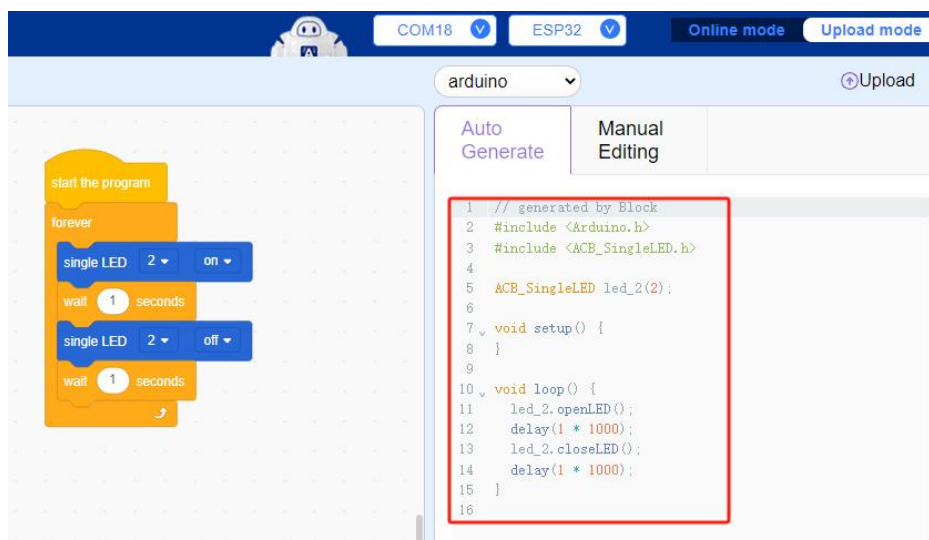 COM18 ESP32 Online mode Upload mode
A
arduino Upload
Auto Generate
Manual Editing
start the program
forever
single LED 2 on
wait 1 seconds
single LED 2 off
wait 1 seconds
1 // generated by Block
2 #include <Arduino.h>
3 #include <ACB_SingleLED.h>
4
5 ACB_SingleLED led_2(2);
6
7 void setup() {
8 }
9
10 void loop() {
11 led_2.openLED();
12 delay(1 * 1000);
13 led_2.closeLED();
14 delay(1 * 1000);
15 }
16